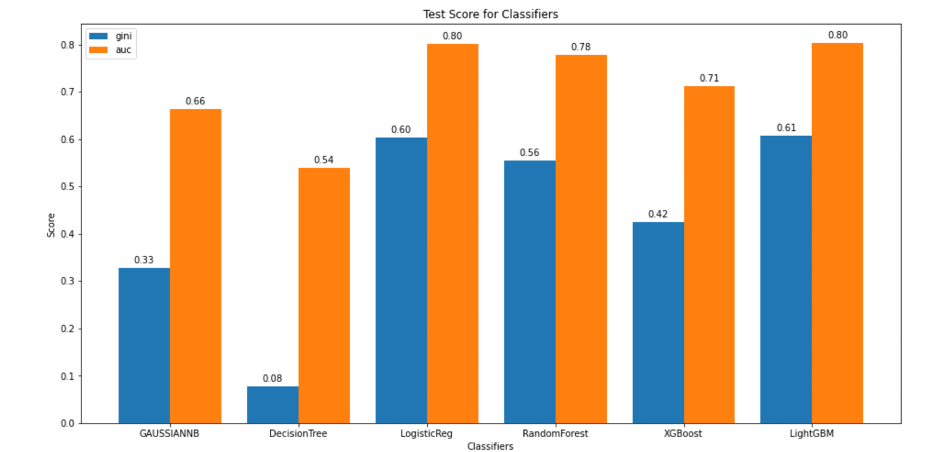 Test Score for Classifiers
gini
auc
0.8
0.7
0.6
0.5
0.4
0.3
0.2
0.1
0.0
Score
0.33
0.66
0.08
0.54
0.60
0.80
0.56
0.78
0.42
0.71
0.61
0.80
GAUSSIANNB
DecisionTree
LogisticReg
RandomForest
XGBoost
LightGBM
Classifiers